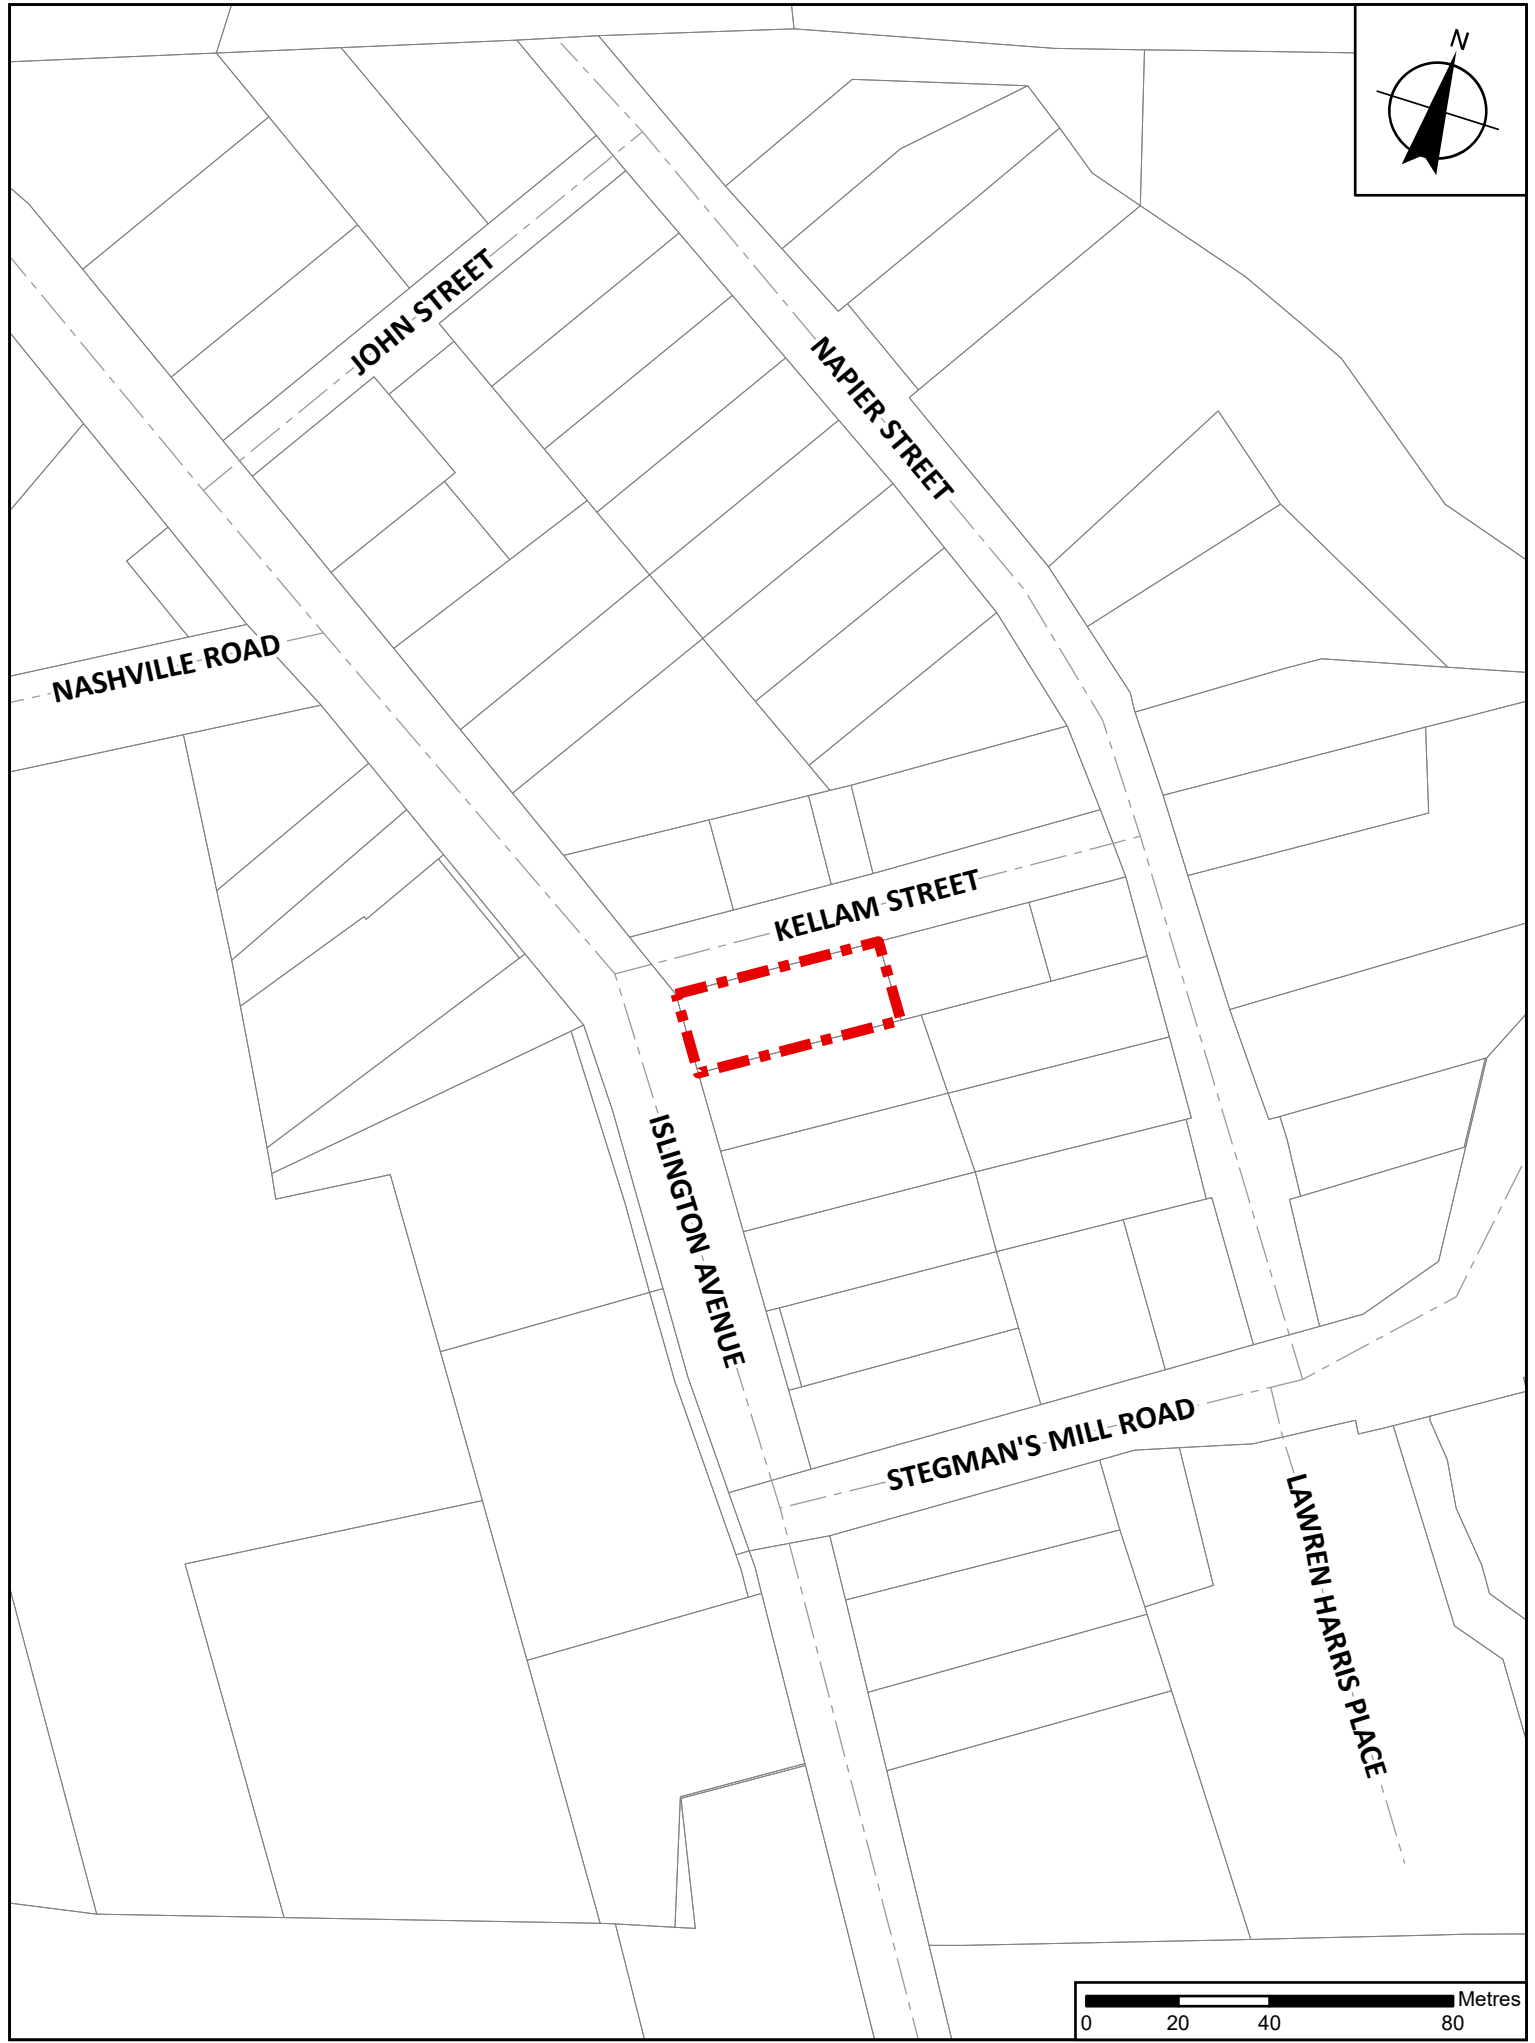 N
JOHN STREET
NAPIER STREET
NASHVILLE ROAD
KELLAM STREET
ISLINGTON AVENUE
STEGMAN'S MILL ROAD
LAWREN HARRIS PLACE
Metres
0 20 40 80